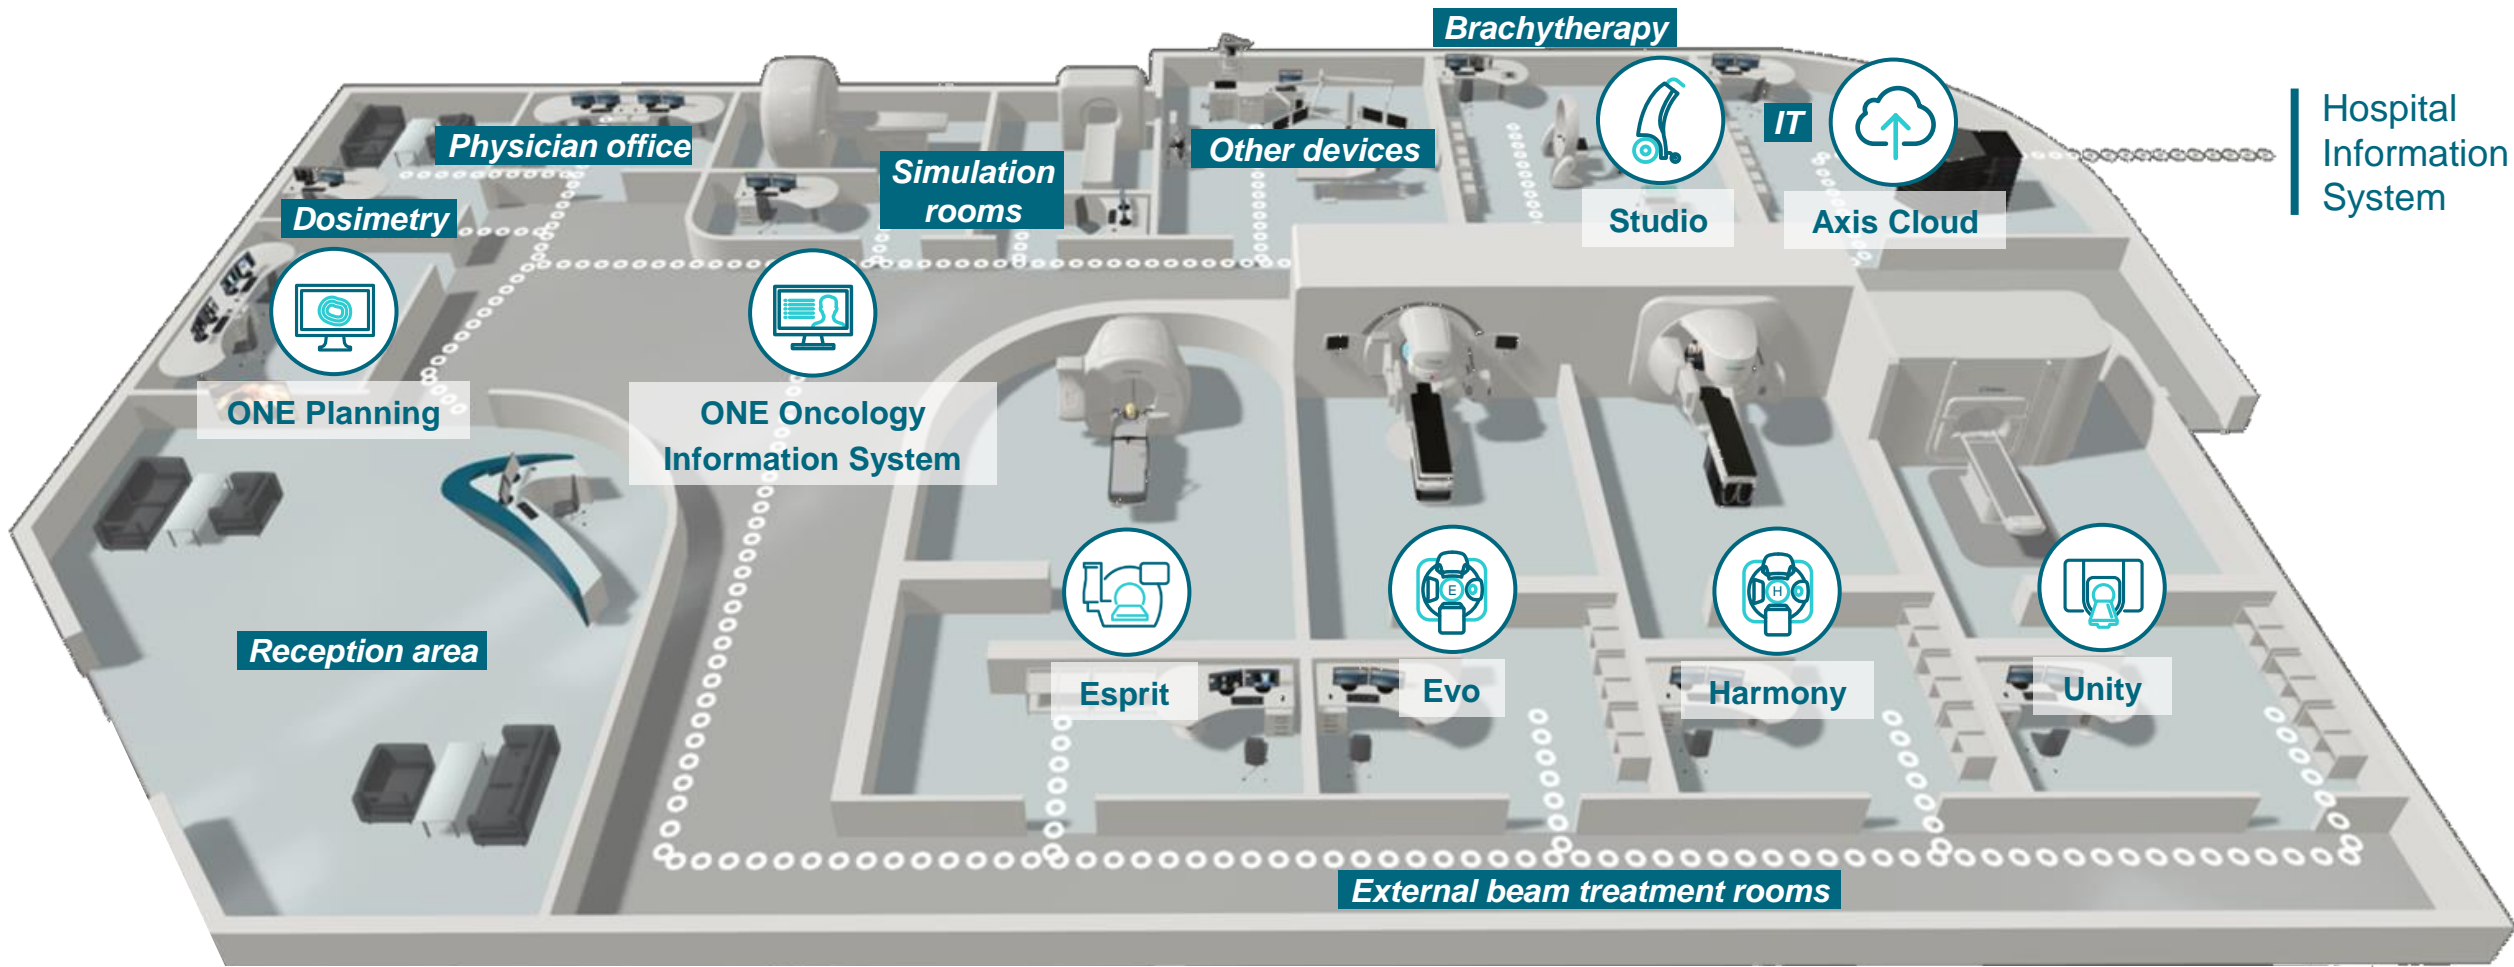 Brachytherapy
Hospital
Information
System
IT
Physician office
Other devices
Simulation
rooms
Dosimetry
Studio
Axis Cloud
ONE Planning
ONE Oncology
Information System
E
H
Reception area
Esprit
Evo
Harmony
Unity
External beam treatment rooms